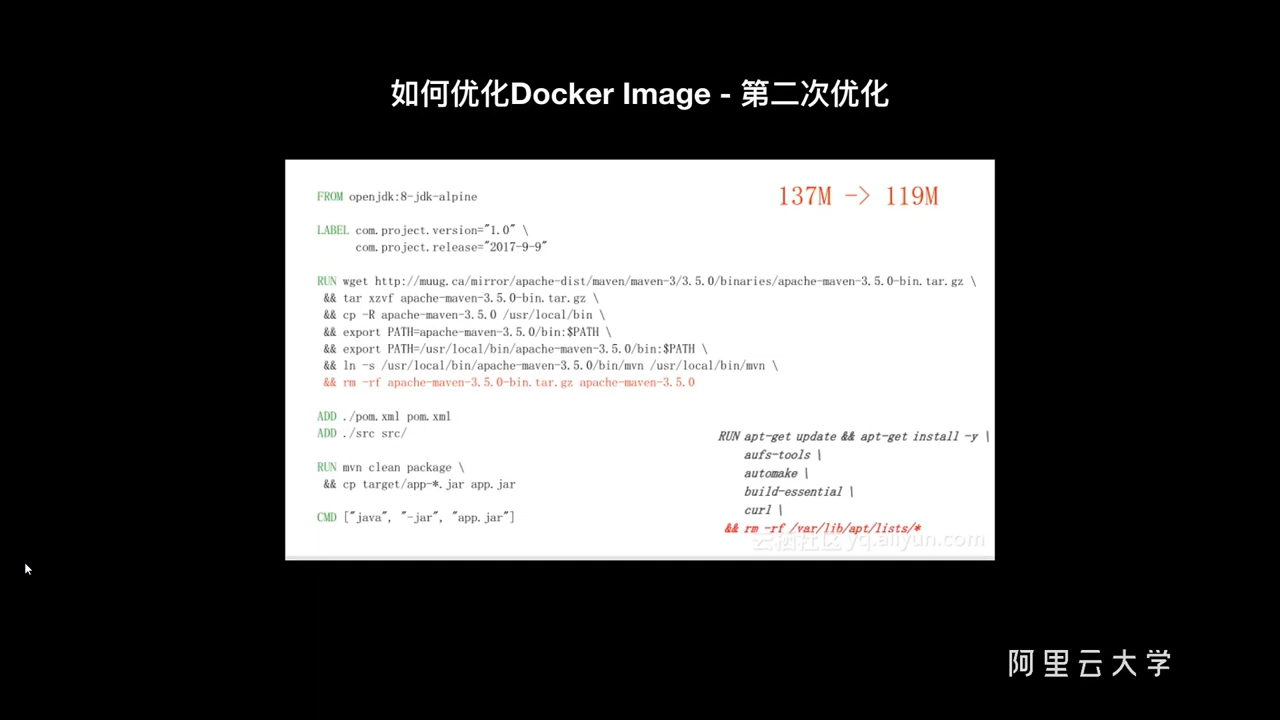 如何优化Docker Image - 第二次优化
137M -> 119M
FROM openjdk:8-jdk-alpine
LABEL com.project.version="1.0" \
com.project.release="2017-9-9"
RUN wget http://muug.ca/mirror/apache-dist/maven/maven-3/3.5.0/binaries/apache-maven-3.5.0-bin.tar.gz \
&& tar xzvf apache-maven-3.5.0-bin.tar.gz \
&& cp -R apache-maven-3.5.0 /usr/local/bin \
&& export PATH=apache-maven-3.5.0/bin:$PATH \
&& export PATH=/usr/local/bin/apache-maven-3.5.0/bin:$PATH \
&& ln -s /usr/local/bin/apache-maven-3.5.0/bin/mvn /usr/local/bin/mvn \
&& rm -rf apache-maven-3.5.0-bin.tar.gz apache-maven-3.5.0
ADD ./pom.xml pom.xml
ADD ./src src/
RUN mvn clean package \
&& cp target/app-*.jar app.jar
CMD ["java", "-jar", "app.jar"]
RUN apt-get update && apt-get install -y \
aufs-tools \
automake \
build-essential \
curl \
&& rm -rf /var/lib/apt/lists/*
云栖社区 yq.aliyun.com
阿里云大学